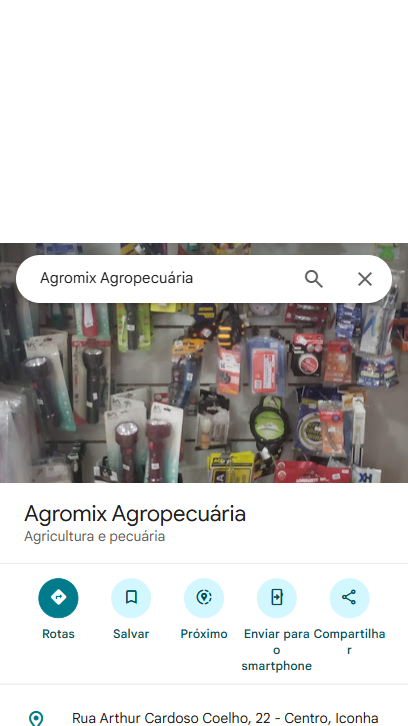 Agromix Agropecuária
Agromix Agropecuária
Agricultura e pecuária
Rotas
Salvar
Próximo
Enviar para o smartphone
Compartilhar
Rua Arthur Cardoso Coelho, 22 - Centro, Iconha